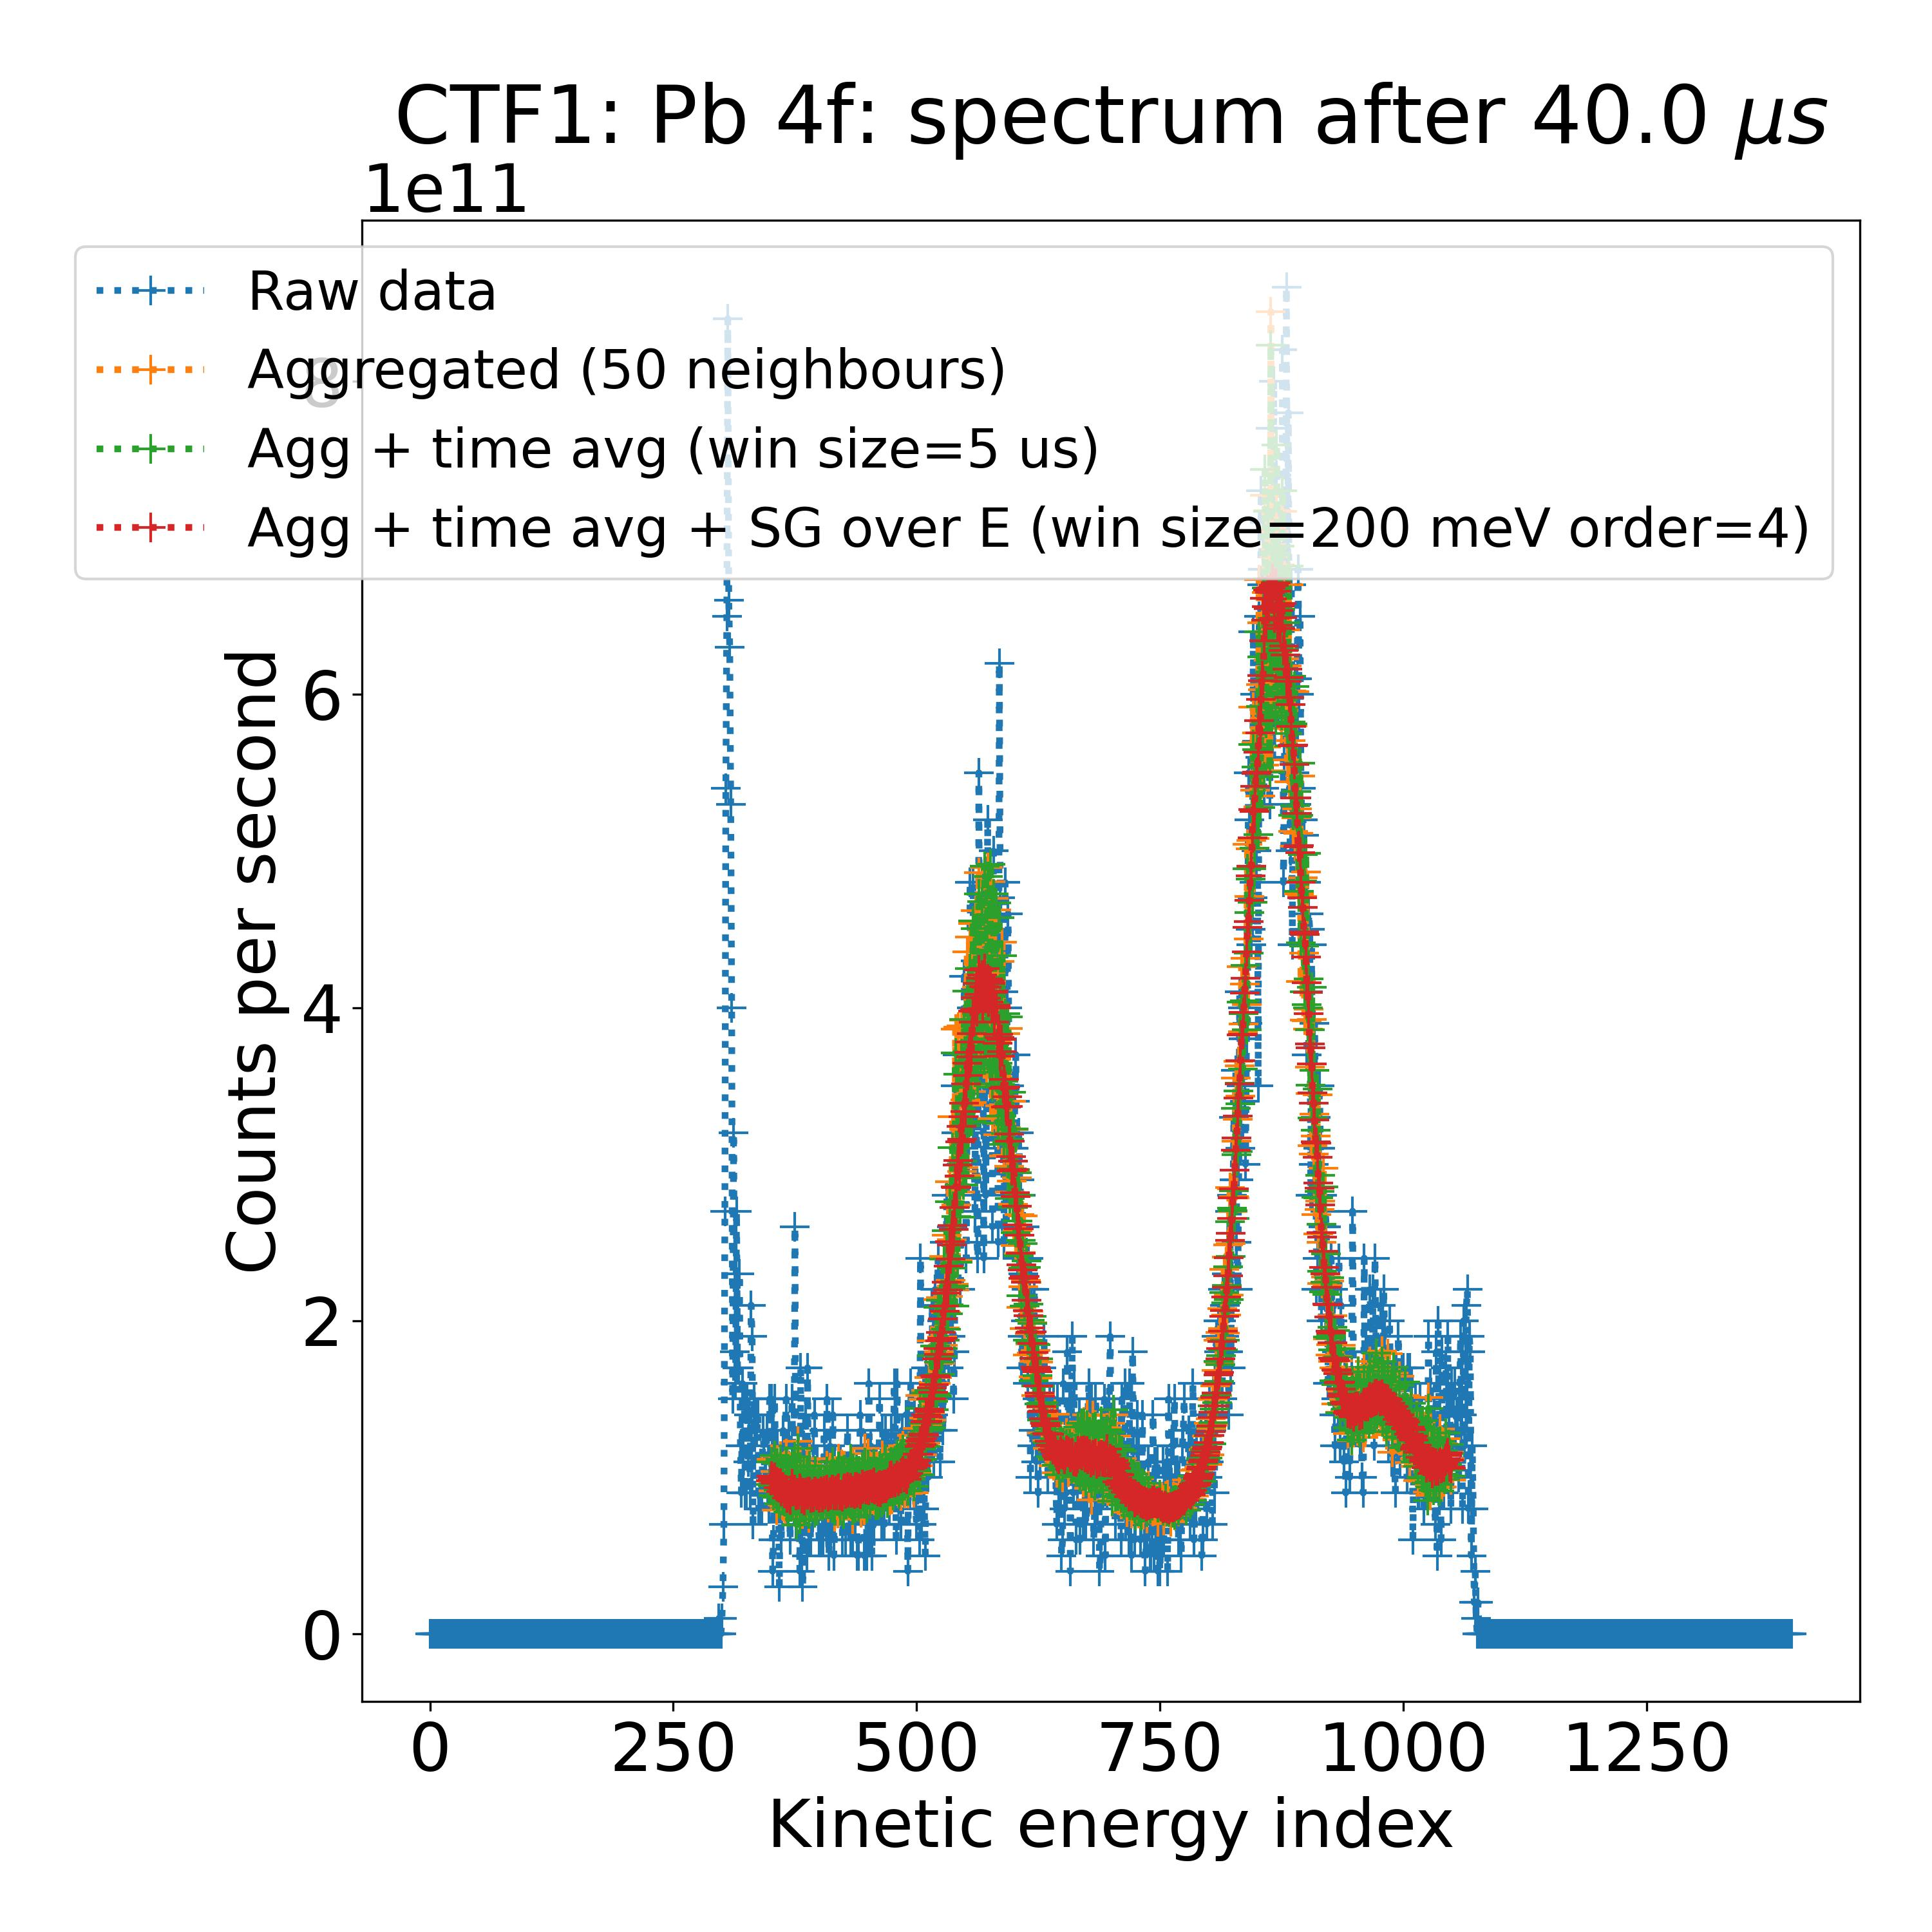 CTF1: Pb 4f: spectrum after 40.0 μs
1e11
Raw data
Aggregated (50 neighbours)
Agg + time avg (win size=5 us)
Agg + time avg + SG over E (win size=200 meV order=4)
8
6
4
2
0
Counts per second
0 250 500 750 1000 1250
Kinetic energy index